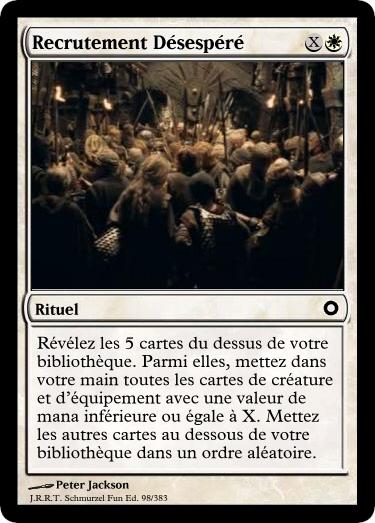 Recrutement Désespéré X
Rituel
Révélez les 5 cartes du dessus de votre
bibliothèque. Parmi elles, mettez dans
votre main toutes les cartes de créature
et d'équipement avec une valeur de
mana inférieure ou égale à X. Mettez
les autres cartes au dessous de votre
bibliothèque dans un ordre aléatoire.
Peter Jackson
J.R.R.T. Schmurzel Fun Ed. 98/383